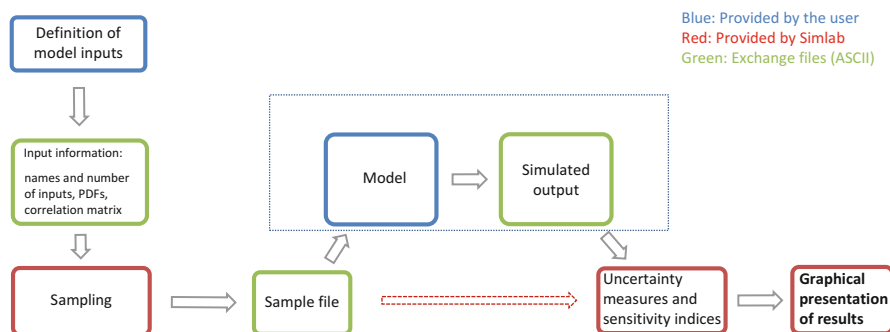 Definition of
model inputs
Blue: Provided by the user
Red: Provided by Simlab
Green: Exchange files (ASCII)
Input information:
names and number
of inputs, PDFs,
correlation matrix
Model
Simulated
output
Sampling
Sample file
Uncertainty
measures and
sensitivity indices
Graphical
presentation
of results